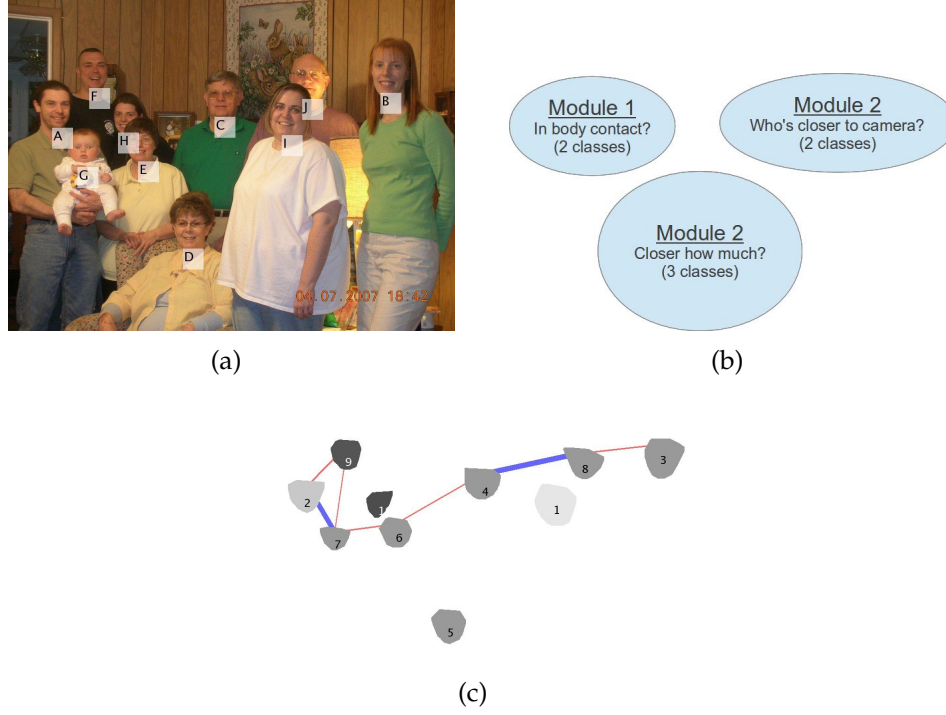 F
B
A
J
C
H
I
E
G
D
04.07.2007 18:42
(a)
Module 1
In body contact?
(2 classes)
Module 2
Who's closer to camera?
(2 classes)
Module 2
Closer how much?
(3 classes)
(b)
9
3
8
2
4
1
7
6
5
(c)